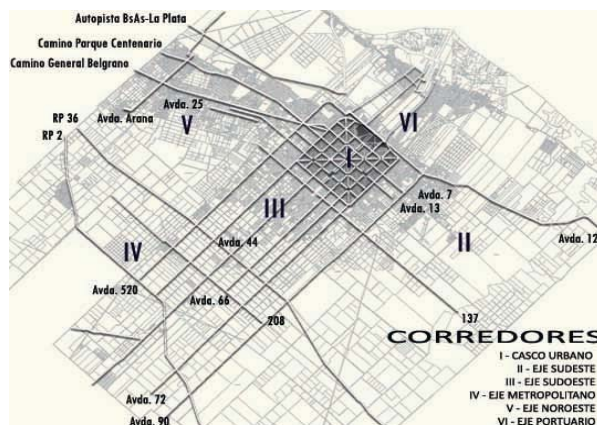 Autopista BsAs-La Plata
Camino Parque Centenario
Camino General Belgrano
Avda. 25
Avda. Arana
RP 36
RP 2
V
VI
I
Avda. 7
Avda. 13
III
II
Avda. 12
Avda. 44
IV
Avda. 520
Avda. 66
208
137
Avda. 72
Avda. 90
CORREDORES
I - CASCO URBANO
II - EJE SUDESTE
III - EJE SUDOESTE
IV - EJE METROPOLITANO
V - EJE NOROESTE
VI - EJE PORTUARIO